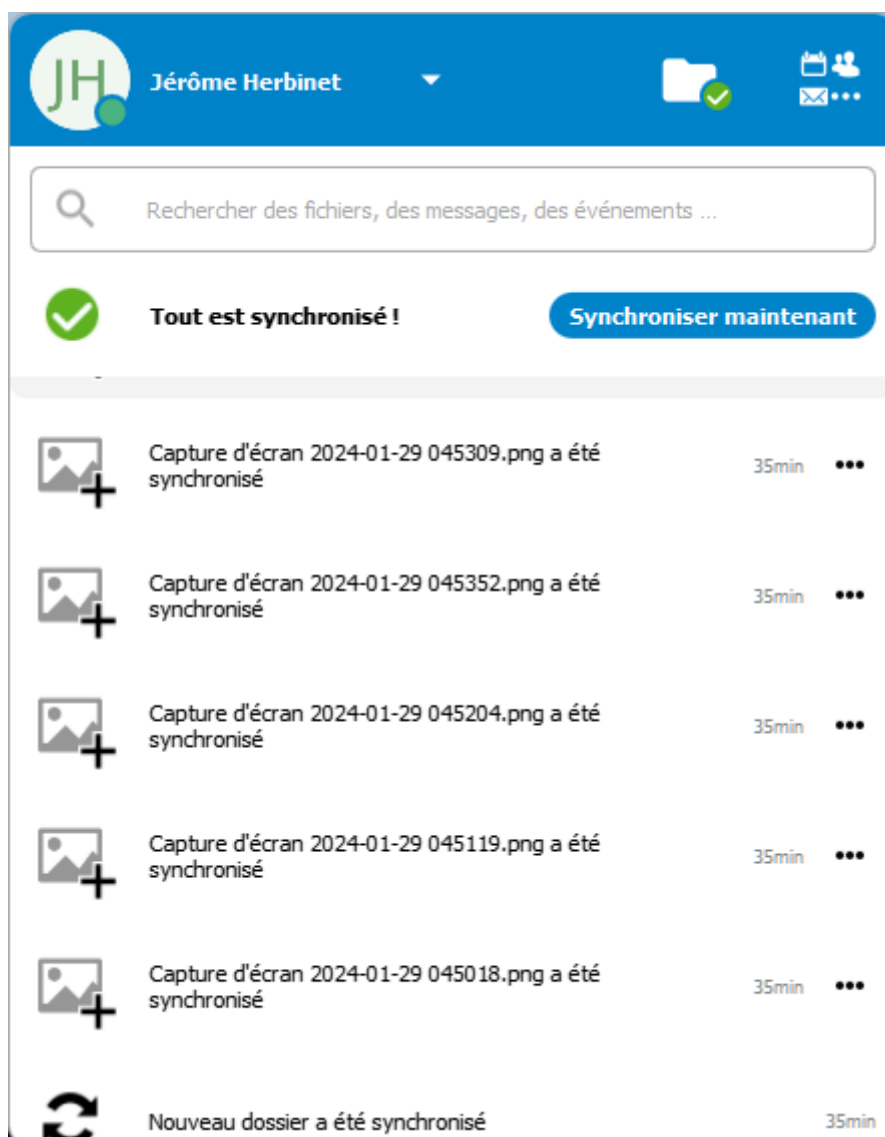 JH
Jérôme Herbinet
Rechercher des fichiers, des messages, des événements ...
Tout est synchronisé !
Synchroniser maintenant
Capture d'écran 2024-01-29 045309.png a été
synchronisé
35min
Capture d'écran 2024-01-29 045352.png a été
synchronisé
35min
Capture d'écran 2024-01-29 045204.png a été
synchronisé
35min
Capture d'écran 2024-01-29 045119.png a été
synchronisé
35min
Capture d'écran 2024-01-29 045018.png a été
synchronisé
35min
Nouveau dossier a été synchronisé
35min